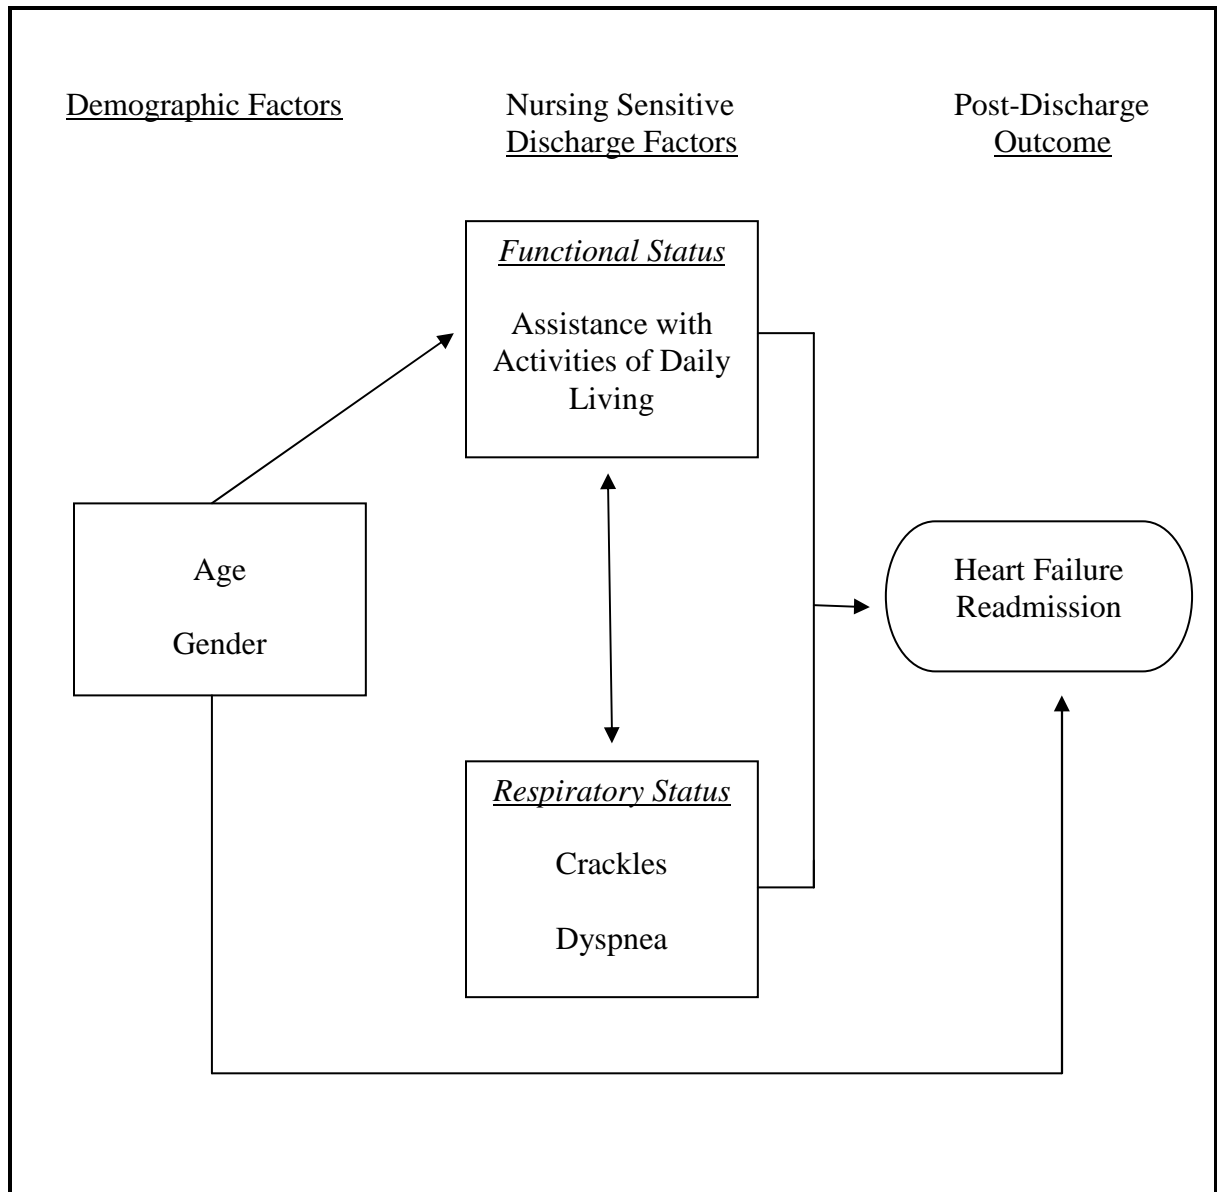 Demographic Factors
Nursing Sensitive
Discharge Factors
Post-Discharge
Outcome
Functional Status
Assistance with
Activities of Daily
Living
Age
Gender
Heart Failure
Readmission
Respiratory Status
Crackles
Dyspnea